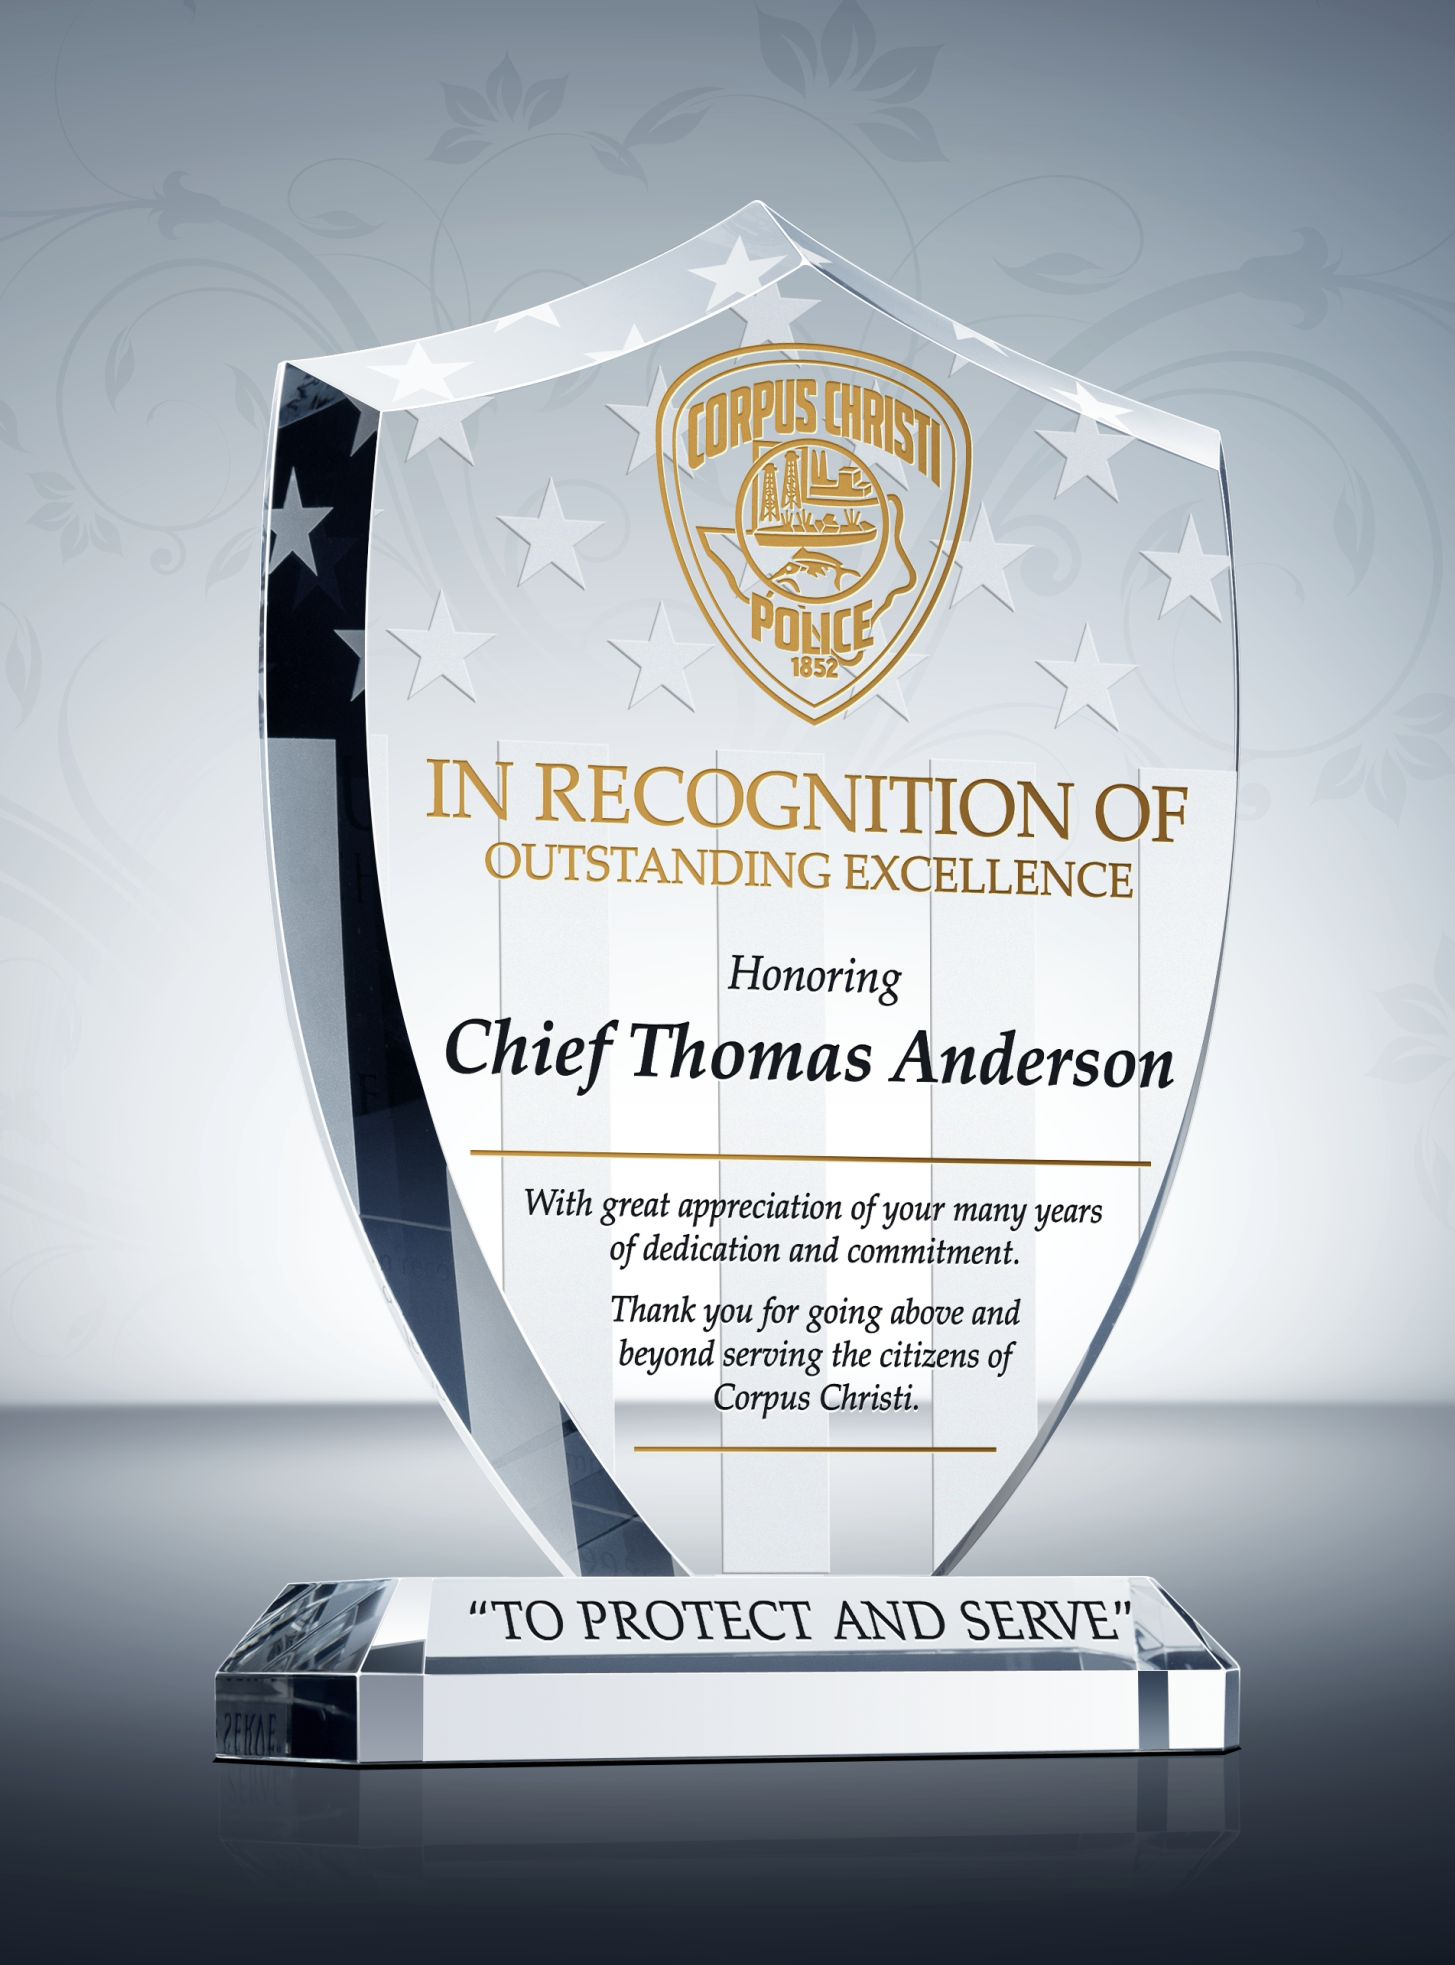 CORPUS CHRISTI
POLICE
1852
IN RECOGNITION OF
OUTSTANDING EXCELLENCE
Honoring
Chief Thomas Anderson
With great appreciation of your many years
of dedication and commitment.
Thank you for going above and
beyond serving the citizens of
Corpus Christi.
“TO PROTECT AND SERVE”